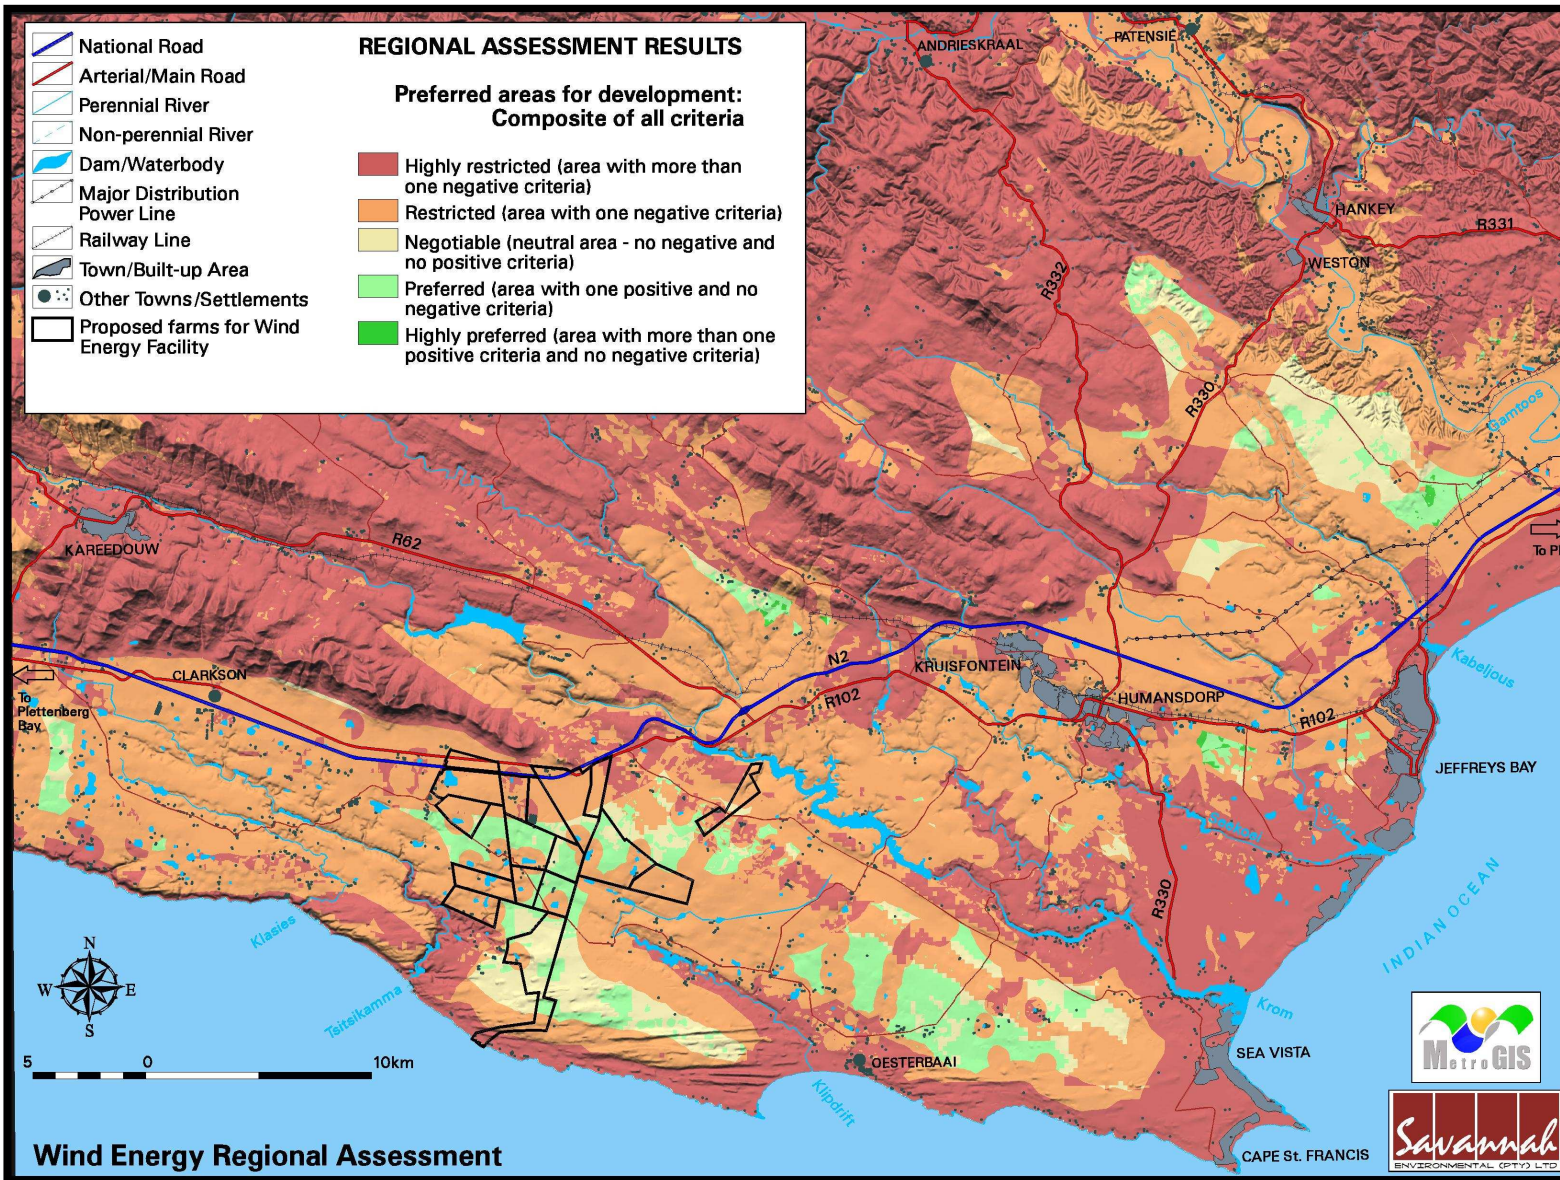 National Road
Arterial/Main Road
Perennial River
Non-perennial River
Dam/Waterbody
Major Distribution
Power Line
Railway Line
Town/Built-up Area
Other Towns/Settlements
Proposed farms for Wind
Energy Facility
REGIONAL ASSESSMENT RESULTS
Preferred areas for development:
Composite of all criteria
Highly restricted (area with more than
one negative criteria)
Restricted (area with one negative criteria)
Negotiable (neutral area - no negative and
no positive criteria)
Preferred (area with one positive and no
negative criteria)
Highly preferred (area with more than one
positive criteria and no negative criteria)
ANDRIESKRAAL
PATENSIE
HANKEY
R331
WESTON
R332
R330
Gamtoos
KAREEDOUW
R62
To Pl
CLARKSON
To
Plettenberg
Bay
N2
R102
KRUISFONTEIN
HUMANSDORP
R102
Kabeljous
JEFFREYS BAY
R330
INDIAN OCEAN
Klasies
Tsitsikamma
N
W
E
S
5
0
10km
OESTERBAAI
Klipdrift
Krom
SEA VISTA
CAPE St. FRANCIS
MetroGIS
Savannah
ENVIRONMENTAL (PTY) LTD
Wind Energy Regional Assessment